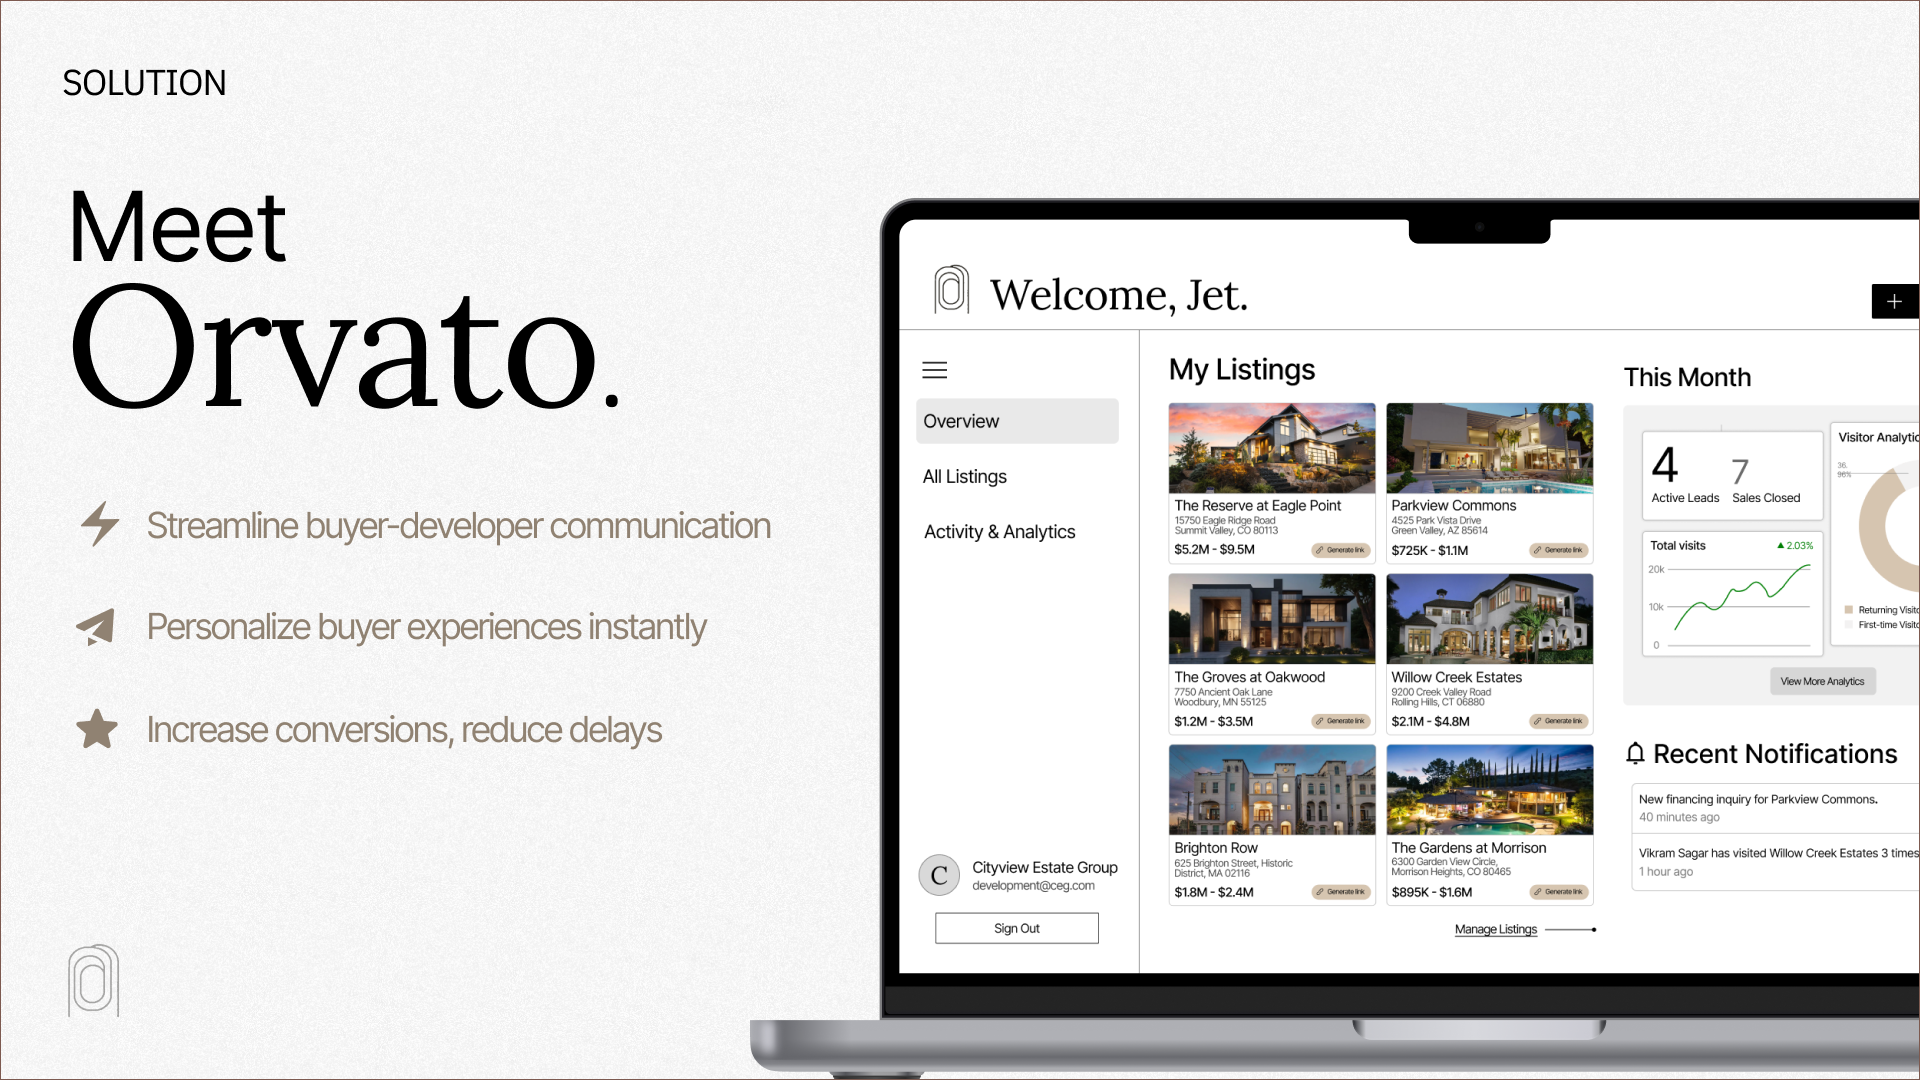 SOLUTION
Meet
Orvato.
Streamline buyer-developer communication
Personalize buyer experiences instantly
Increase conversions, reduce delays
Welcome, Jet.
Overview
All Listings
Activity & Analytics
C
Cityview Estate Group
development@ceg.com
Sign Out
My Listings
The Reserve at Eagle Point
15750 Eagle Ridge Road
Summit Valley, CO 80113
$5.2M - $9.5M
Generate link
Parkview Commons
4525 Park Vista Drive
Green Valley, AZ 85614
$725K - $1.1M
Generate link
The Groves at Oakwood
7750 Ancient Oak Lane
Woodbury, MN 55125
$1.2M - $3.5M
Generate link
Willow Creek Estates
9200 Creek Valley Road
Rolling Hills, CT 06880
$2.1M - $4.8M
Generate link
Brighton Row
625 Brighton Street, Historic
District, MA 02116
$1.8M - $2.4M
Generate link
The Gardens at Morrison
6300 Garden View Circle,
Morrison Heights, CO 80465
$895K - $1.6M
Generate link
Manage Listings
This Month
4
Active Leads
7
Sales Closed
Total visits
▲ 2.03%
20k
10k
0
Visitor Analytic
36.
96%
Returning Visito
First-time Visito
View More Analytics
Recent Notifications
New financing inquiry for Parkview Commons.
40 minutes ago
Vikram Sagar has visited Willow Creek Estates 3 times
1 hour ago